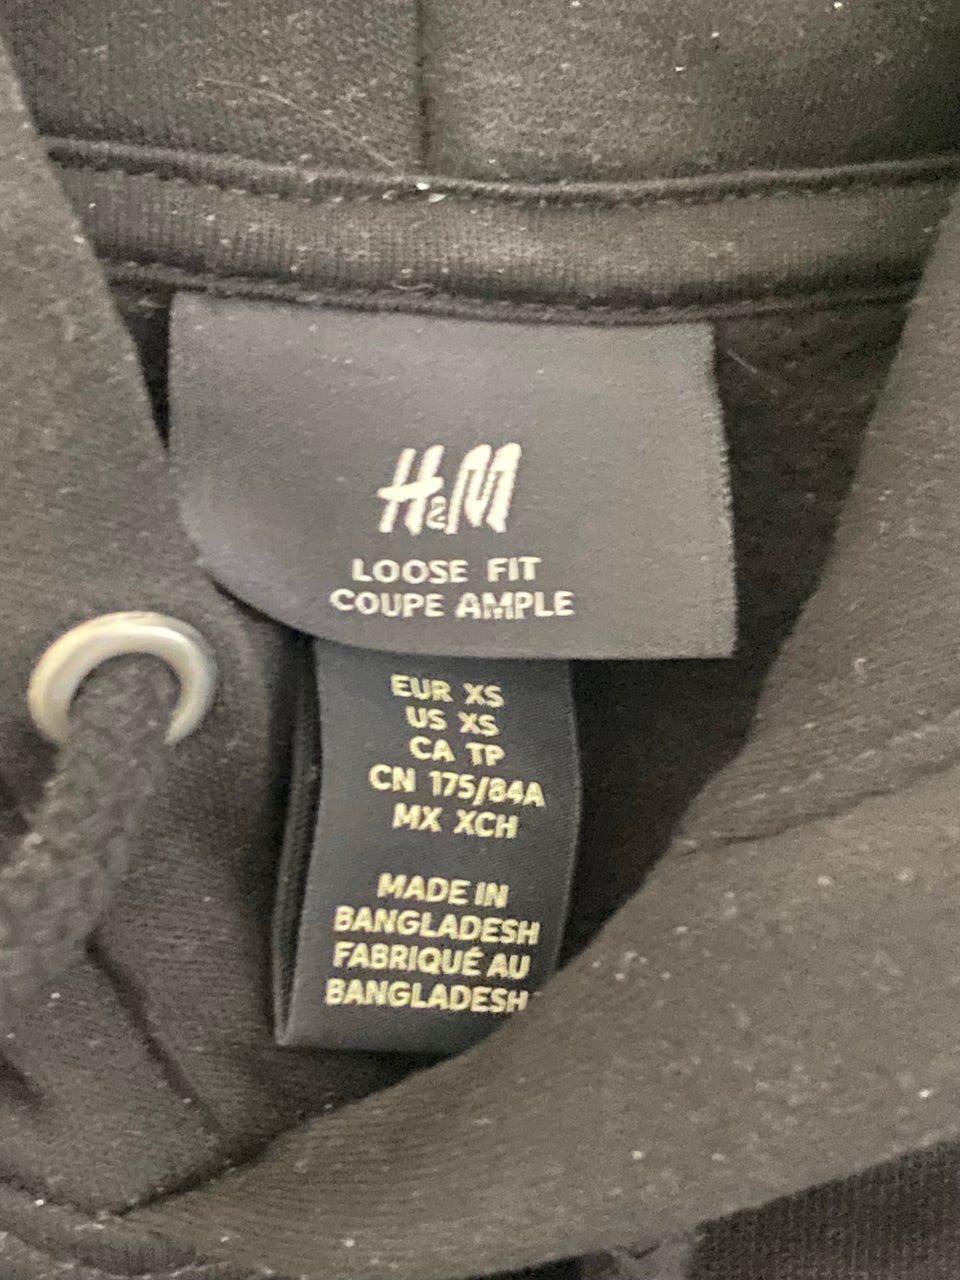 H&M
LOOSE FIT
COUPE AMPLE
EUR XS
US XS
CA TP
CN 175/84A
MX XCH
MADE IN
BANGLADESH
FABRIQUÉ AU
BANGLADESH